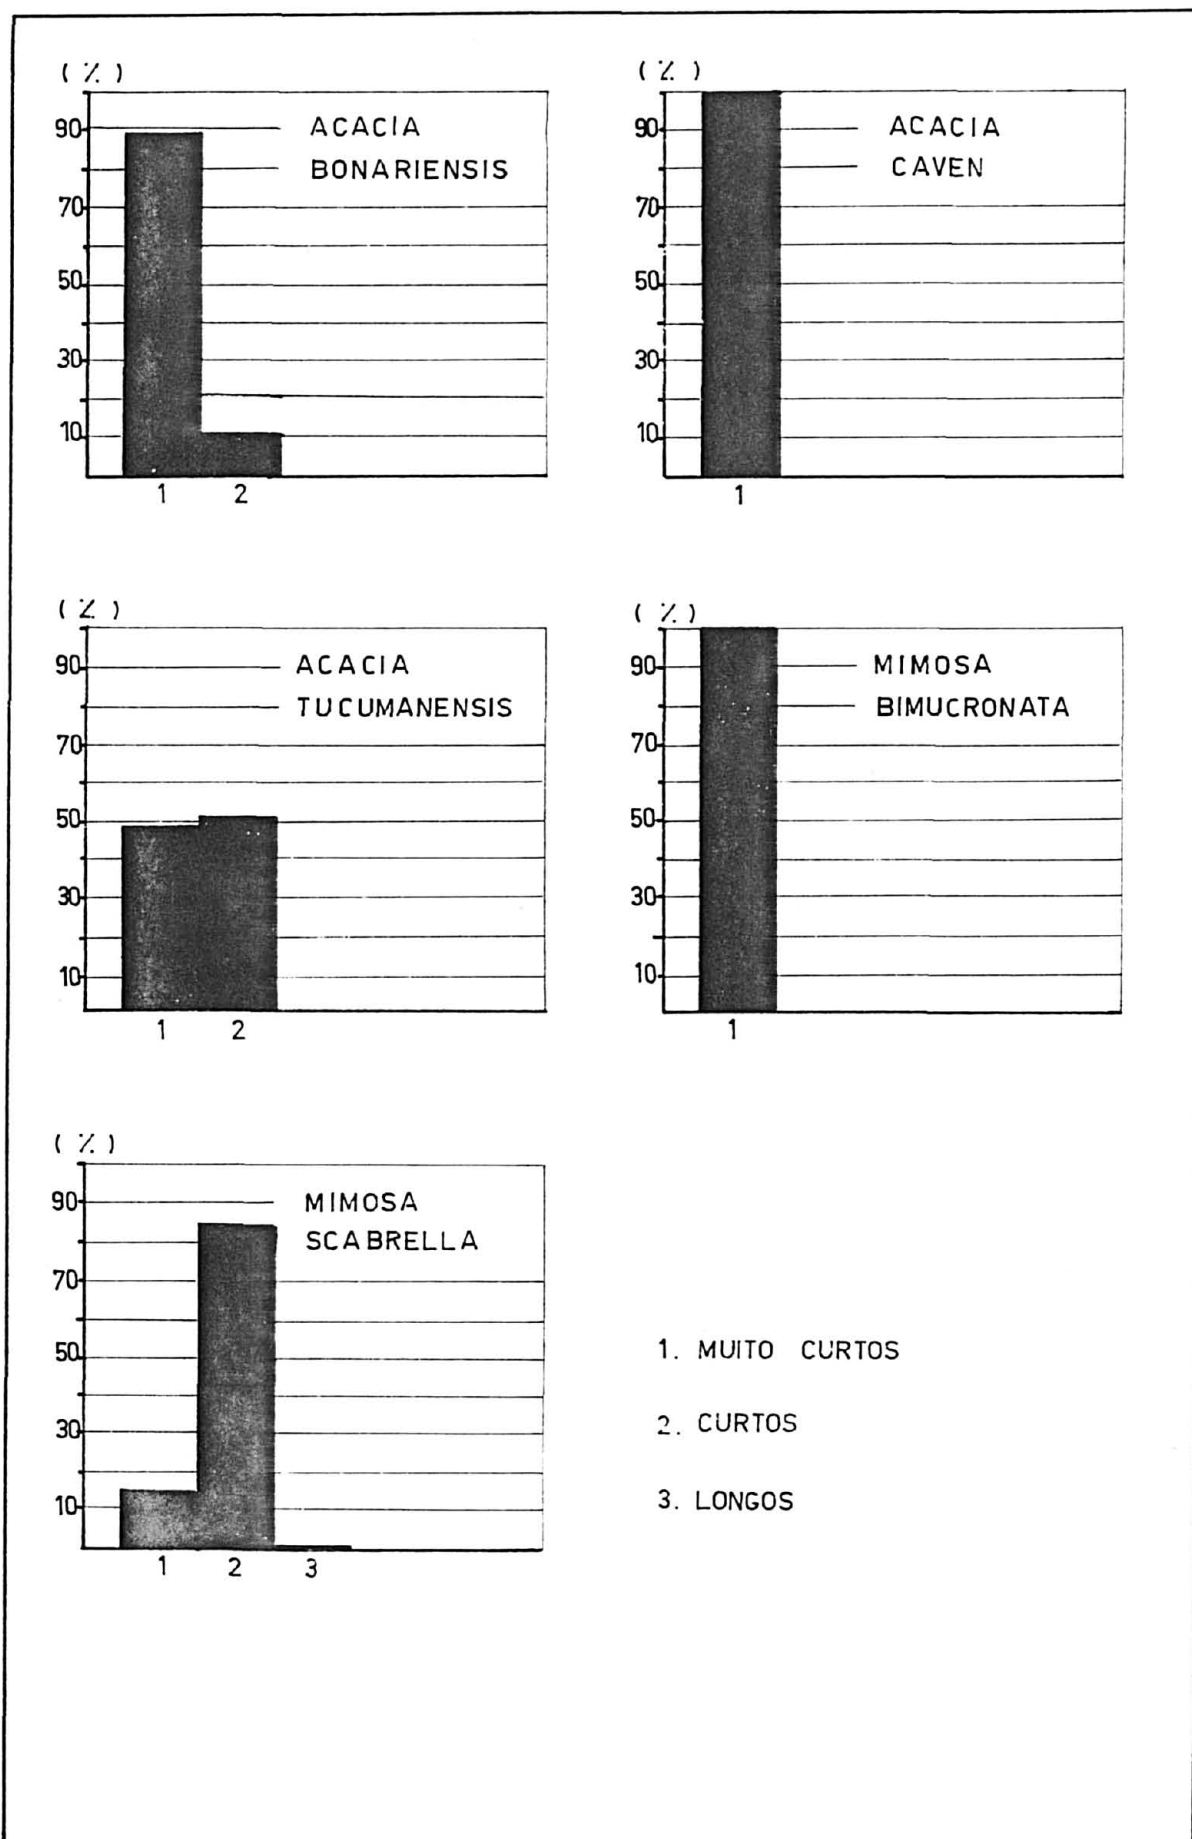 (%)
90
70
50
30
10
ACACIA
BONARIENSIS
1 2
(%)
90
70
50
30
10
ACACIA
CAVEN
1
(%)
90
70
50
30
10
ACACIA
TUCUMANENSIS
1 2
(%)
90
70
50
30
10
MIMOSA
BIMUCRONATA
1
(%)
90
70
50
30
10
MIMOSA
SCABRELLA
1 2 3
1. MUITO CURTOS
2. CURTOS
3. LONGOS